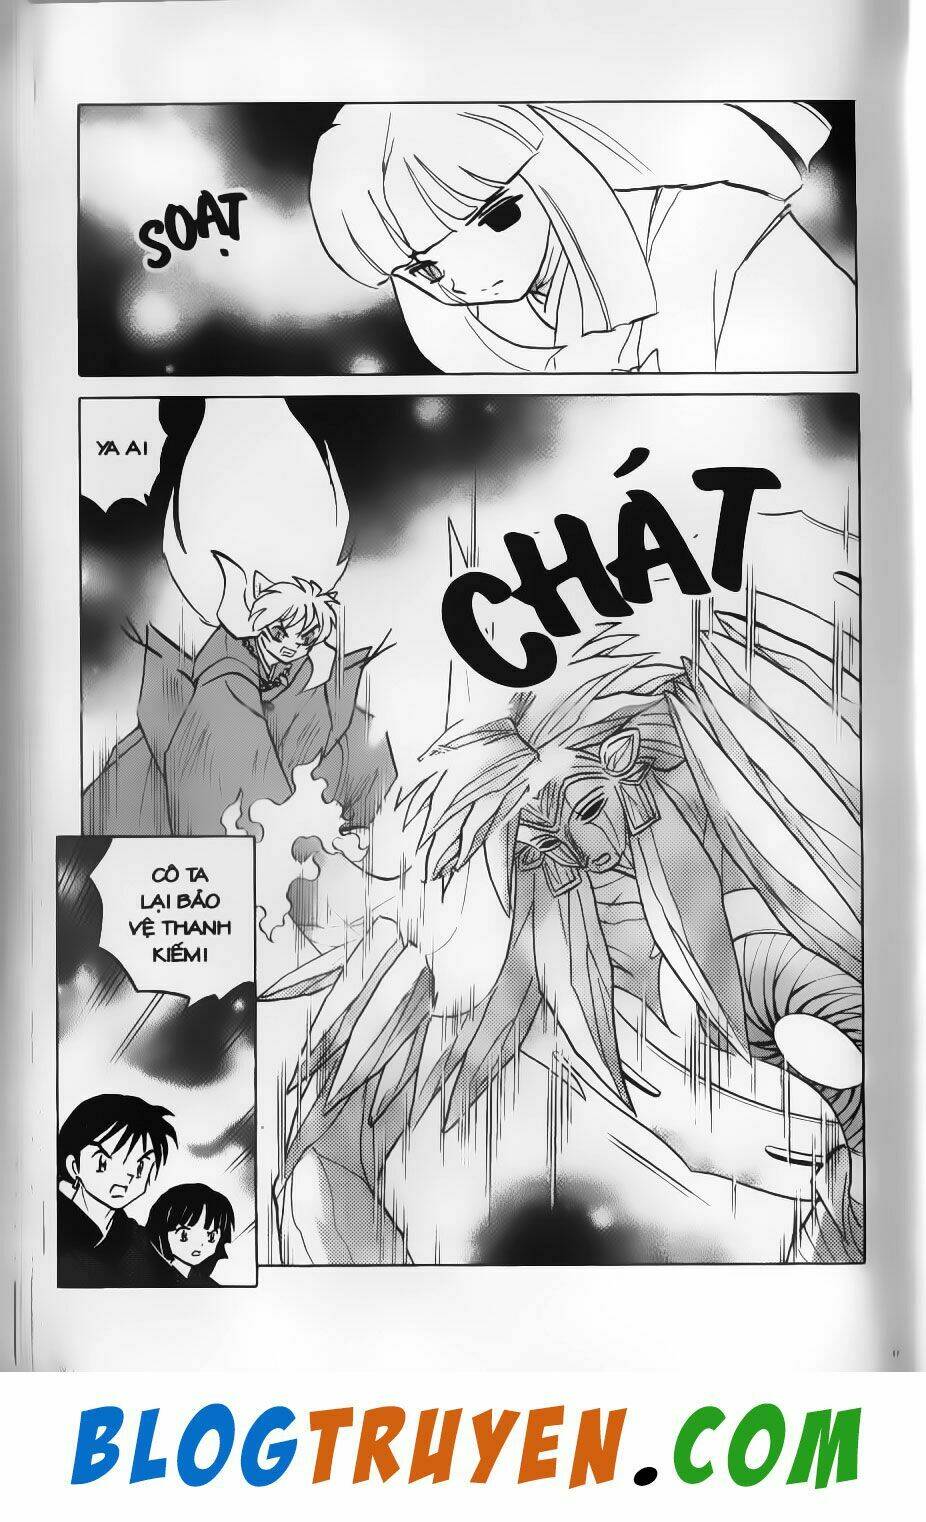 SOẠT
YA AI
CHÁT
CÔ TA
LẠI BẢO
VỆ THANH
KIẾM!
BLOGTRUYEN.COM